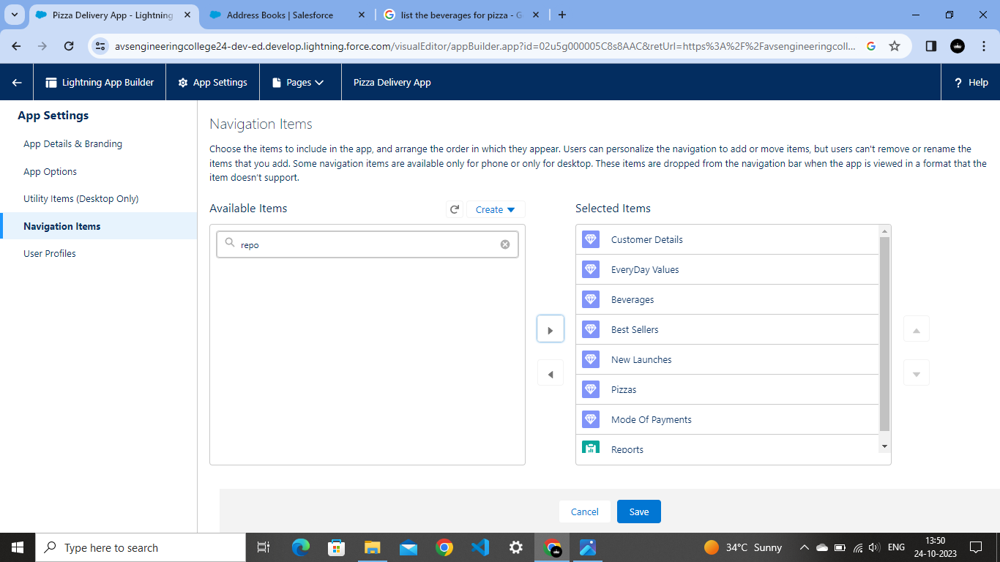 Pizza Delivery App - Lightning
Address Books | Salesforce
list the beverages for pizza - G
avsengineeringcollege24-dev-ed.develop.lightning.force.com/visualEditor/appBuilder.app?id=02u5g000005C8s8AAC&retUrl=https%3A%2F%2Favsengineeringcoll...
Lightning App Builder
App Settings
Pages
Pizza Delivery App
? Help
App Settings
App Details & Branding
App Options
Utility Items (Desktop Only)
Navigation Items
User Profiles
Navigation Items
Choose the items to include in the app, and arrange the order in which they appear. Users can personalize the navigation to add or move items, but users can't remove or rename the
items that you add. Some navigation items are available only for phone or only for desktop. These items are dropped from the navigation bar when the app is viewed in a format that the
item doesn't support.
Available Items
Create
repo
Selected Items
Customer Details
EveryDay Values
Beverages
Best Sellers
New Launches
Pizzas
Mode Of Payments
Reports
Cancel
Save
Type here to search
34°C Sunny
ENG
13:50
24-10-2023